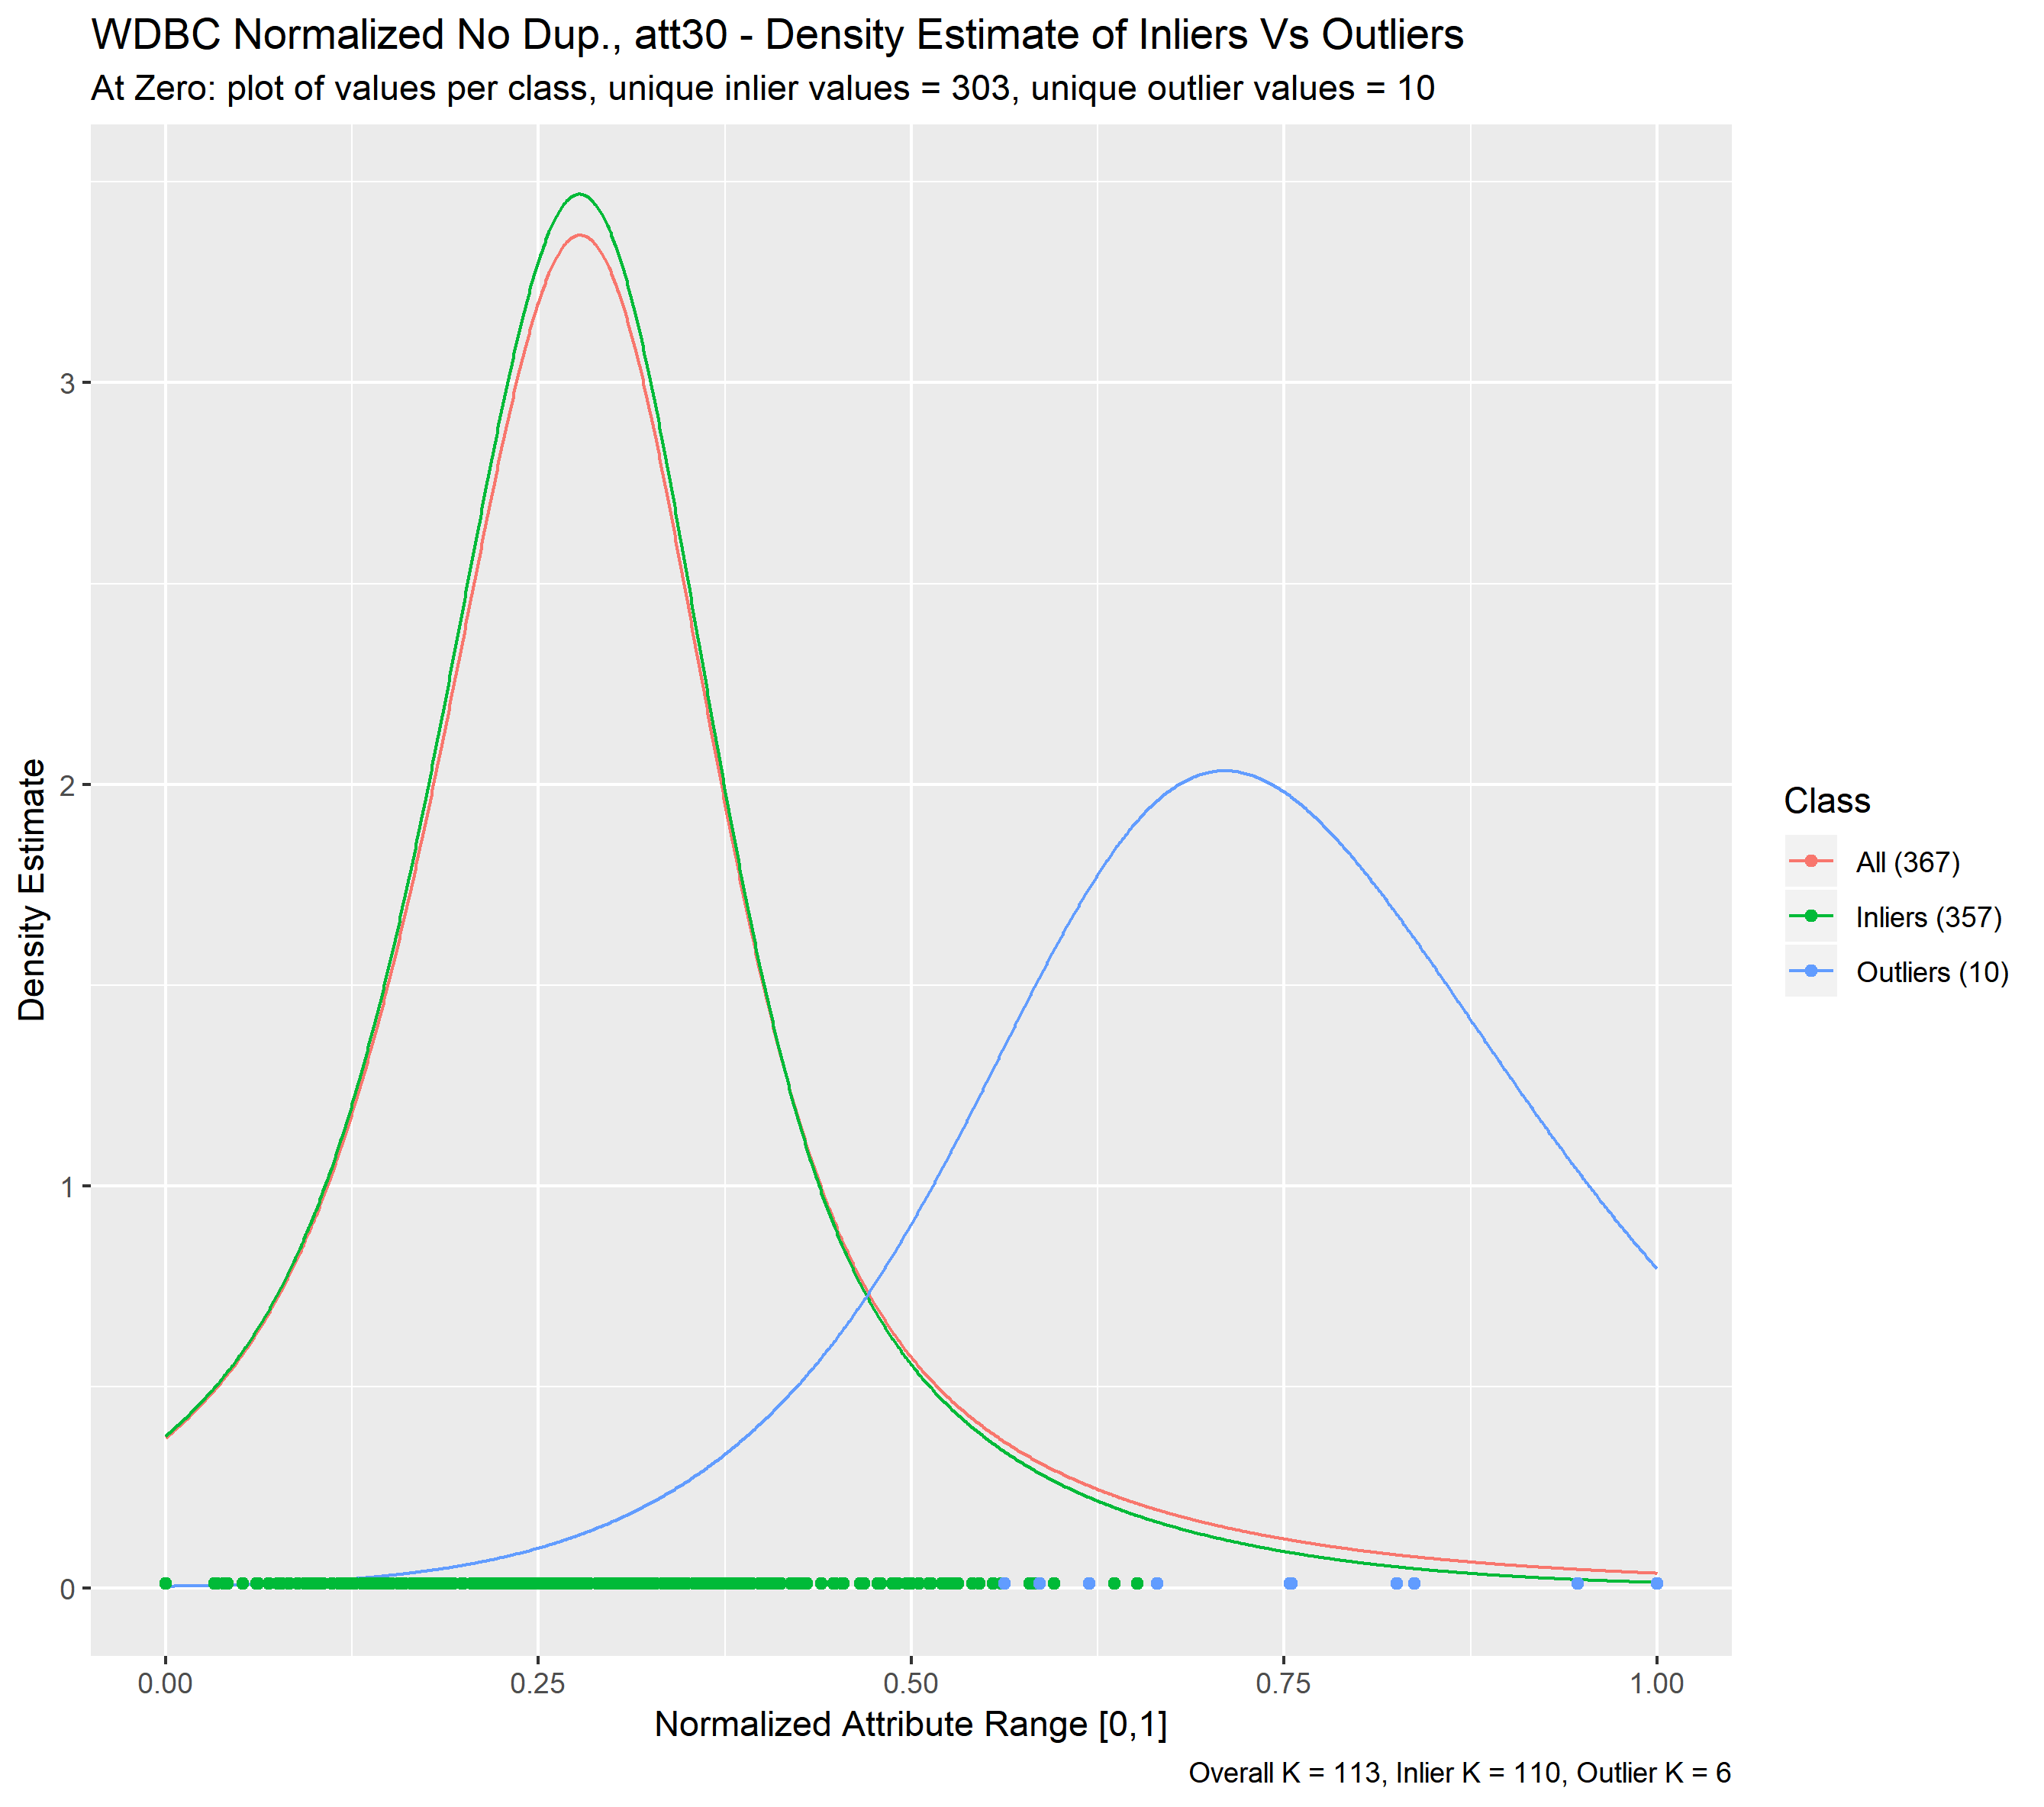 WDBC Normalized No Dup., att30 - Density Estimate of Inliers Vs Outliers
At Zero: plot of values per class, unique inlier values = 303, unique outlier values = 10
Density Estimate
3
2
1
0
0.00
0.25
0.50
0.75
1.00
Normalized Attribute Range [0,1]
Class
All (367)
Inliers (357)
Outliers (10)
Overall K = 113, Inlier K = 110, Outlier K = 6